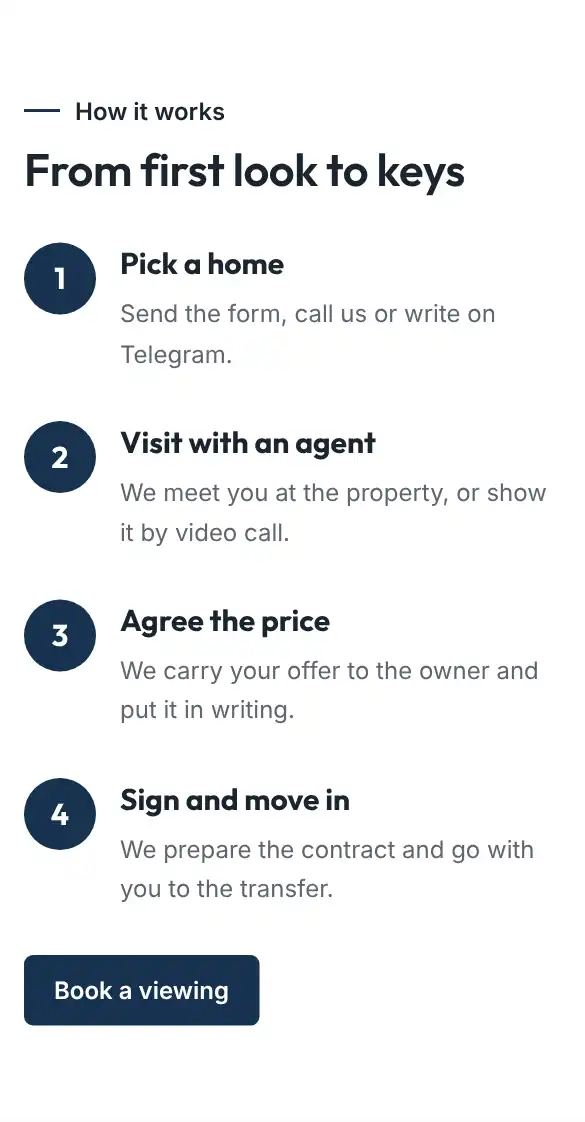 How it works
From first look to keys
1
Pick a home
Send the form, call us or write on
Telegram.
2
Visit with an agent
We meet you at the property, or show
it by video call.
3
Agree the price
We carry your offer to the owner and
put it in writing.
4
Sign and move in
We prepare the contract and go with
you to the transfer.
Book a viewing